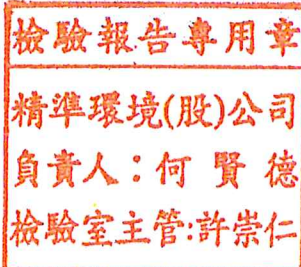 檢驗報告專用章
精準環境(股)公司
負責人：何賢德
檢驗室主管:許崇仁